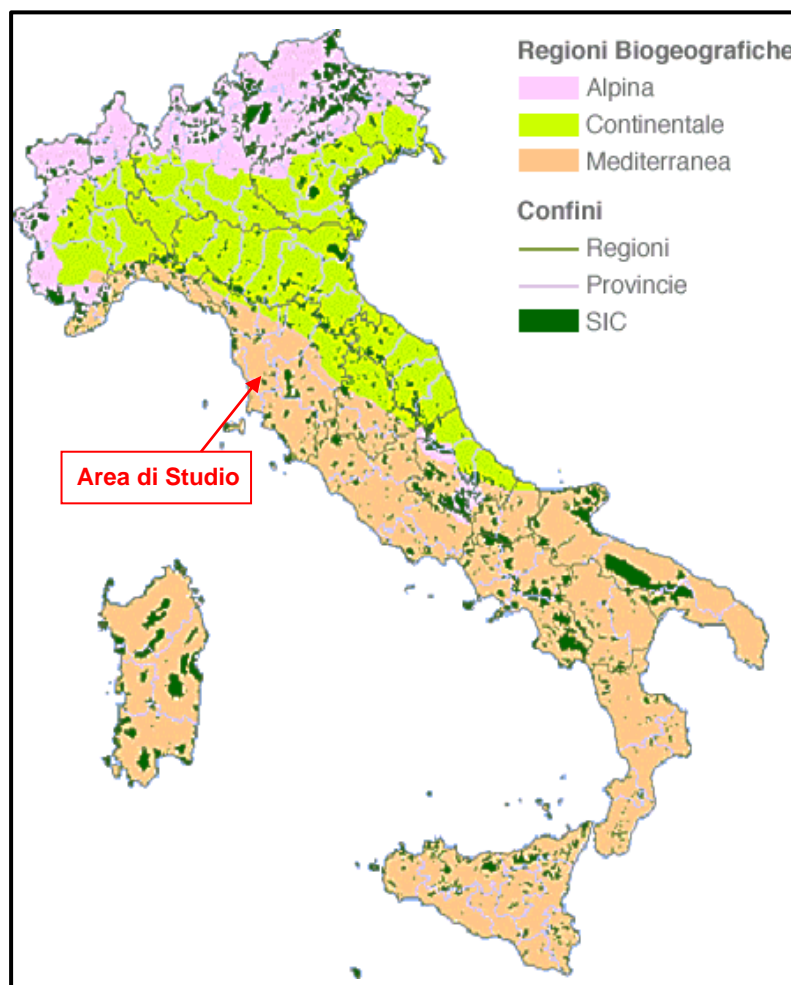 Regioni Biogeografiche
Alpina
Continentale
Mediterranea
Confini
Regioni
Provincie
SIC
Area di Studio